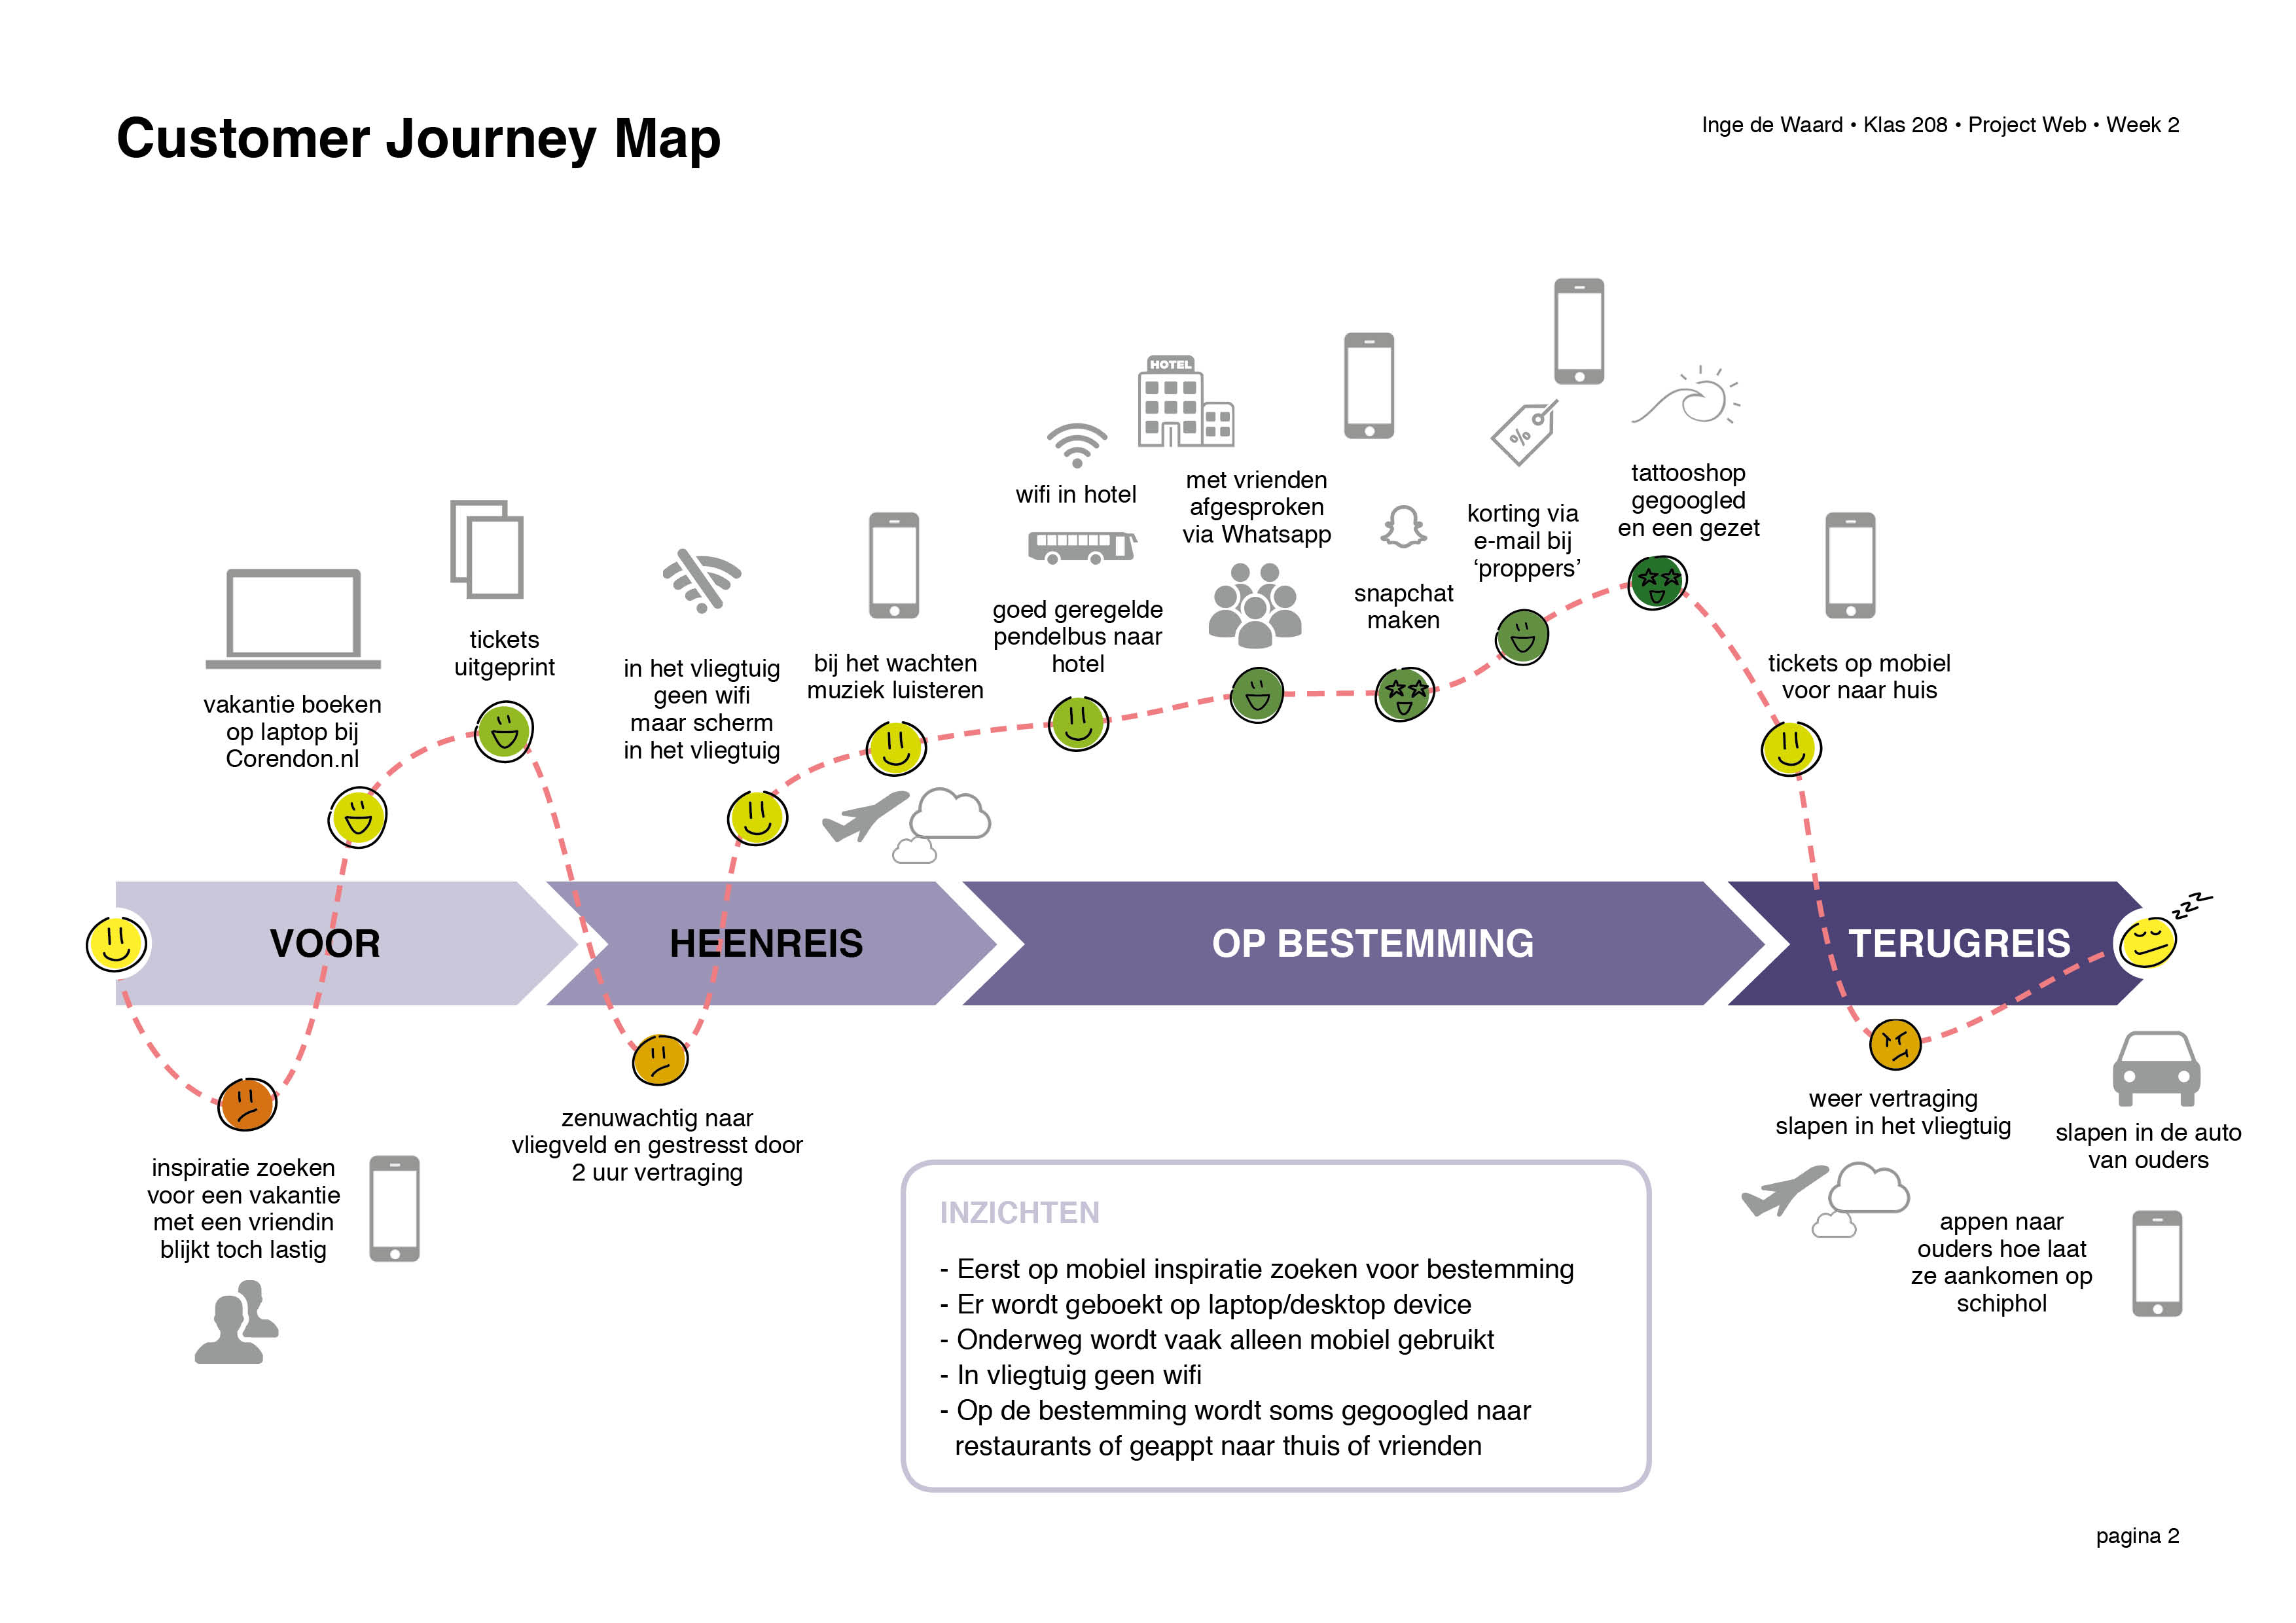 Customer Journey Map
Inge de Waard • Klas 208 • Project Web • Week 2
vakantie boeken
op laptop bij
Corendon.nl
tickets
uitgeprint
in het vliegtuig
geen wifi
maar scherm
in het vliegtuig
bij het wachten
muziek luisteren
wifi in hotel
goed geregelde
pendelbus naar
hotel
HOTEL
met vrienden
afgesproken
via Whatsapp
snapchat
maken
%
korting via
e-mail bij
‘proppers’
tattooshop
gegoogled
en een gezet
tickets op mobiel
voor naar huis
VOOR
HEENREIS
OP BESTEMMING
TERUGREIS
zzz
inspiratie zoeken
voor een vakantie
met een vriendin
blijkt toch lastig
zenuwachtig naar
vliegveld en gestresst door
2 uur vertraging
weer vertraging
slapen in het vliegtuig
slapen in de auto
van ouders
appen naar
ouders hoe laat
ze aankomen op
schiphol
INZICHTEN
- Eerst op mobiel inspiratie zoeken voor bestemming
- Er wordt geboekt op laptop/desktop device
- Onderweg wordt vaak alleen mobiel gebruikt
- In vliegtuig geen wifi
- Op de bestemming wordt soms gegoogled naar
restaurants of geappt naar thuis of vrienden
pagina 2